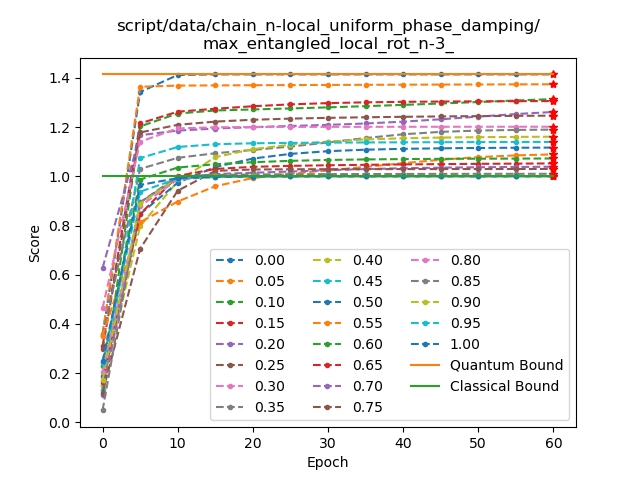 script/data/chain_n-local_uniform_phase_damping/
max_entangled_local_rot_n-3_
Score
1.4
1.2
1.0
0.8
0.6
0.4
0.2
0.0
0.00 0.40 0.80
0.05 0.45 0.85
0.10 0.50 0.90
0.15 0.55 0.95
0.20 0.60 1.00
0.25 0.65 Quantum Bound
0.30 0.70 Classical Bound
0.35 0.75
0 10 20 30 40 50 60
Epoch